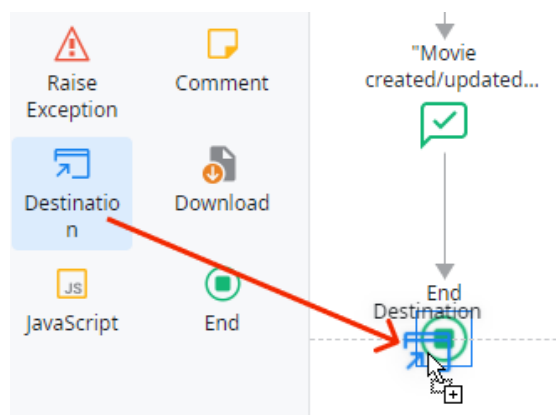 Raise
Exception
Comment
Destinatio
n
Download
JS
JavaScript
End
"Movie
created/updated...
End
Destination